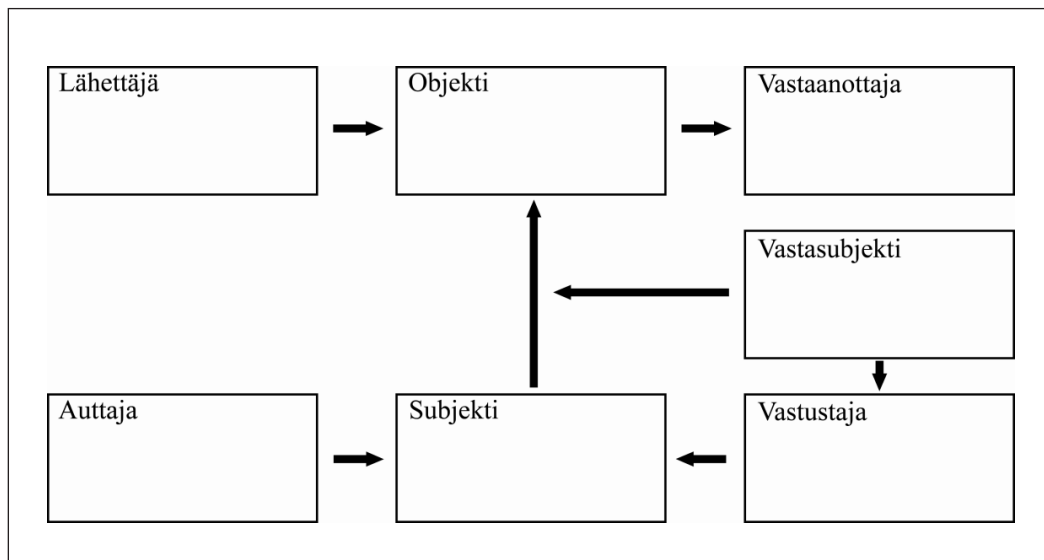 Lähettäjä
Objekti
Vastaanottaja
Vastasubjekti
Auttaja
Subjekti
Vastustaja